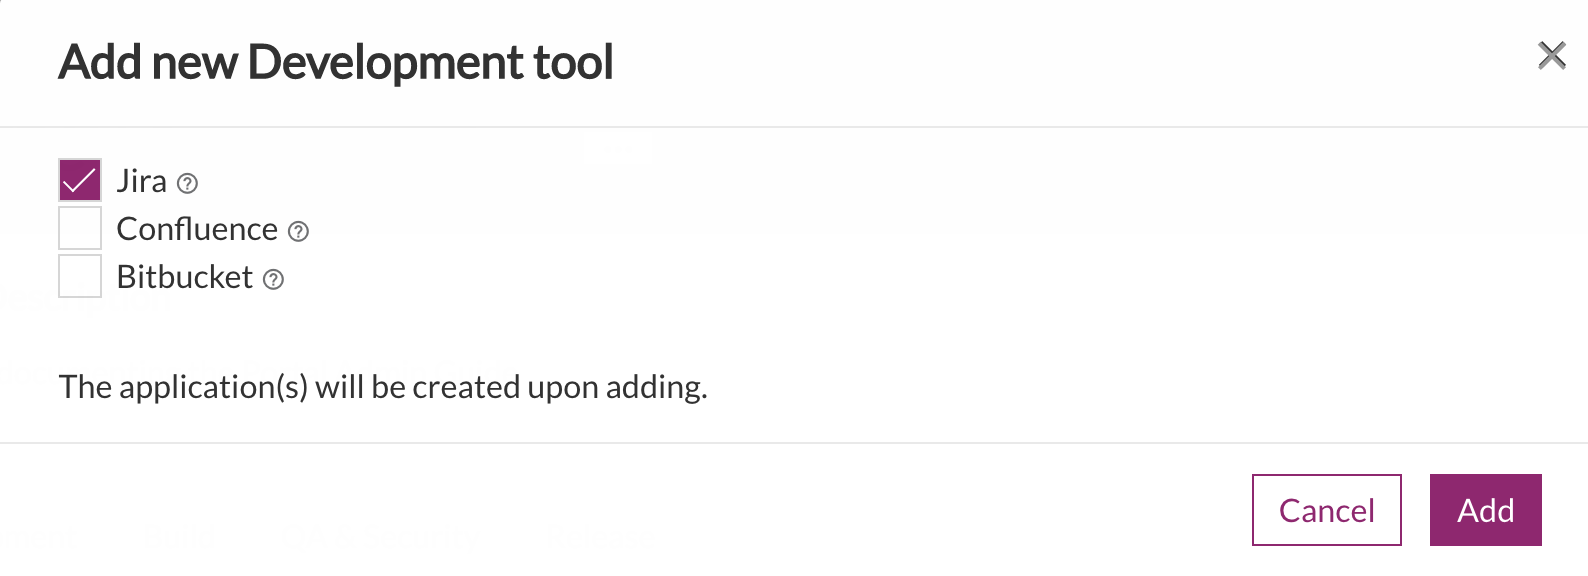 Add new Development tool
Jira
Confluence
Bitbucket
The application(s) will be created upon adding.
Cancel
Add